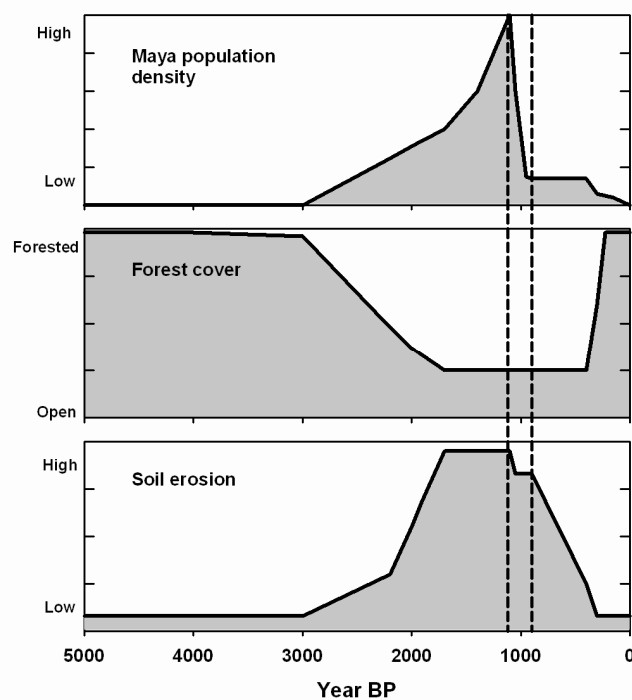 High
Maya population
density
Low
Forested
Forest cover
Open
High
Soil erosion
Low
5000 4000 3000 2000 1000 0
Year BP